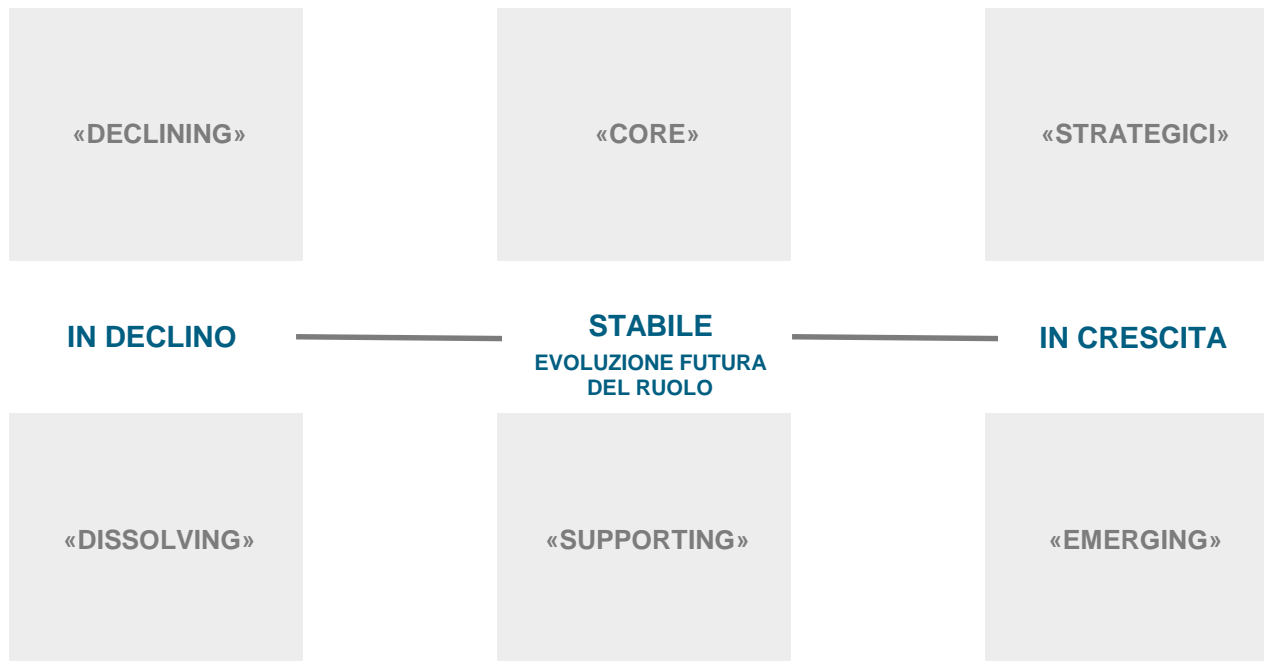 «DECLINING»
«CORE»
«STRATEGICI»
IN DECLINO
STABILE
EVOLUZIONE FUTURA
DEL RUOLO
IN CRESCITA
«DISSOLVING»
«SUPPORTING»
«EMERGING»